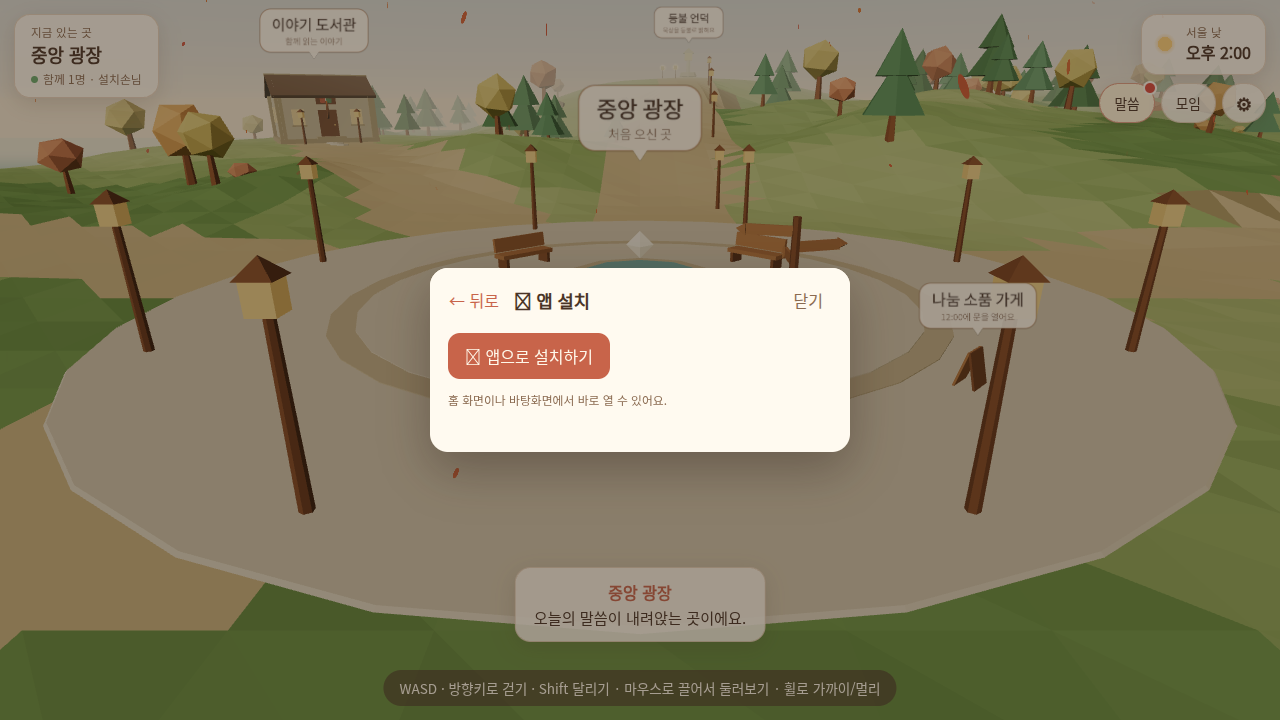 지금 있는 곳
중앙 광장
함께 1명 · 설치손님
이야기 도서관
함께 읽는 이야기
등불 언덕
중앙 광장
처음 오신 곳
서울 낮
오후 2:00
말씀
모임
← 뒤로
앱 설치
닫기
앱으로 설치하기
홈 화면이나 바탕화면에서 바로 열 수 있어요.
나눔 소품 가게
12:00에 문을 열어요
중앙 광장
오늘의 말씀이 내려앉는 곳이에요.
WASD · 방향키로 걷기 · Shift 달리기 · 마우스로 끌어서 둘러보기 · 휠로 가까이/멀리